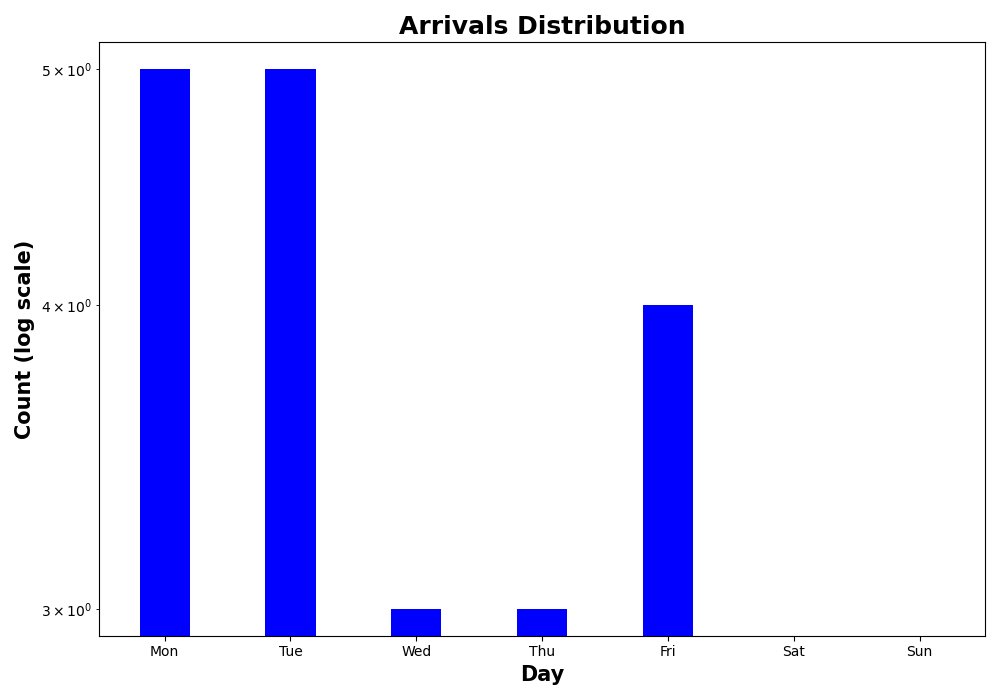 Arrivals Distribution
Count (log scale)
5 × 10⁰
4 × 10⁰
3 × 10⁰
Mon Tue Wed Thu Fri Sat Sun
Day